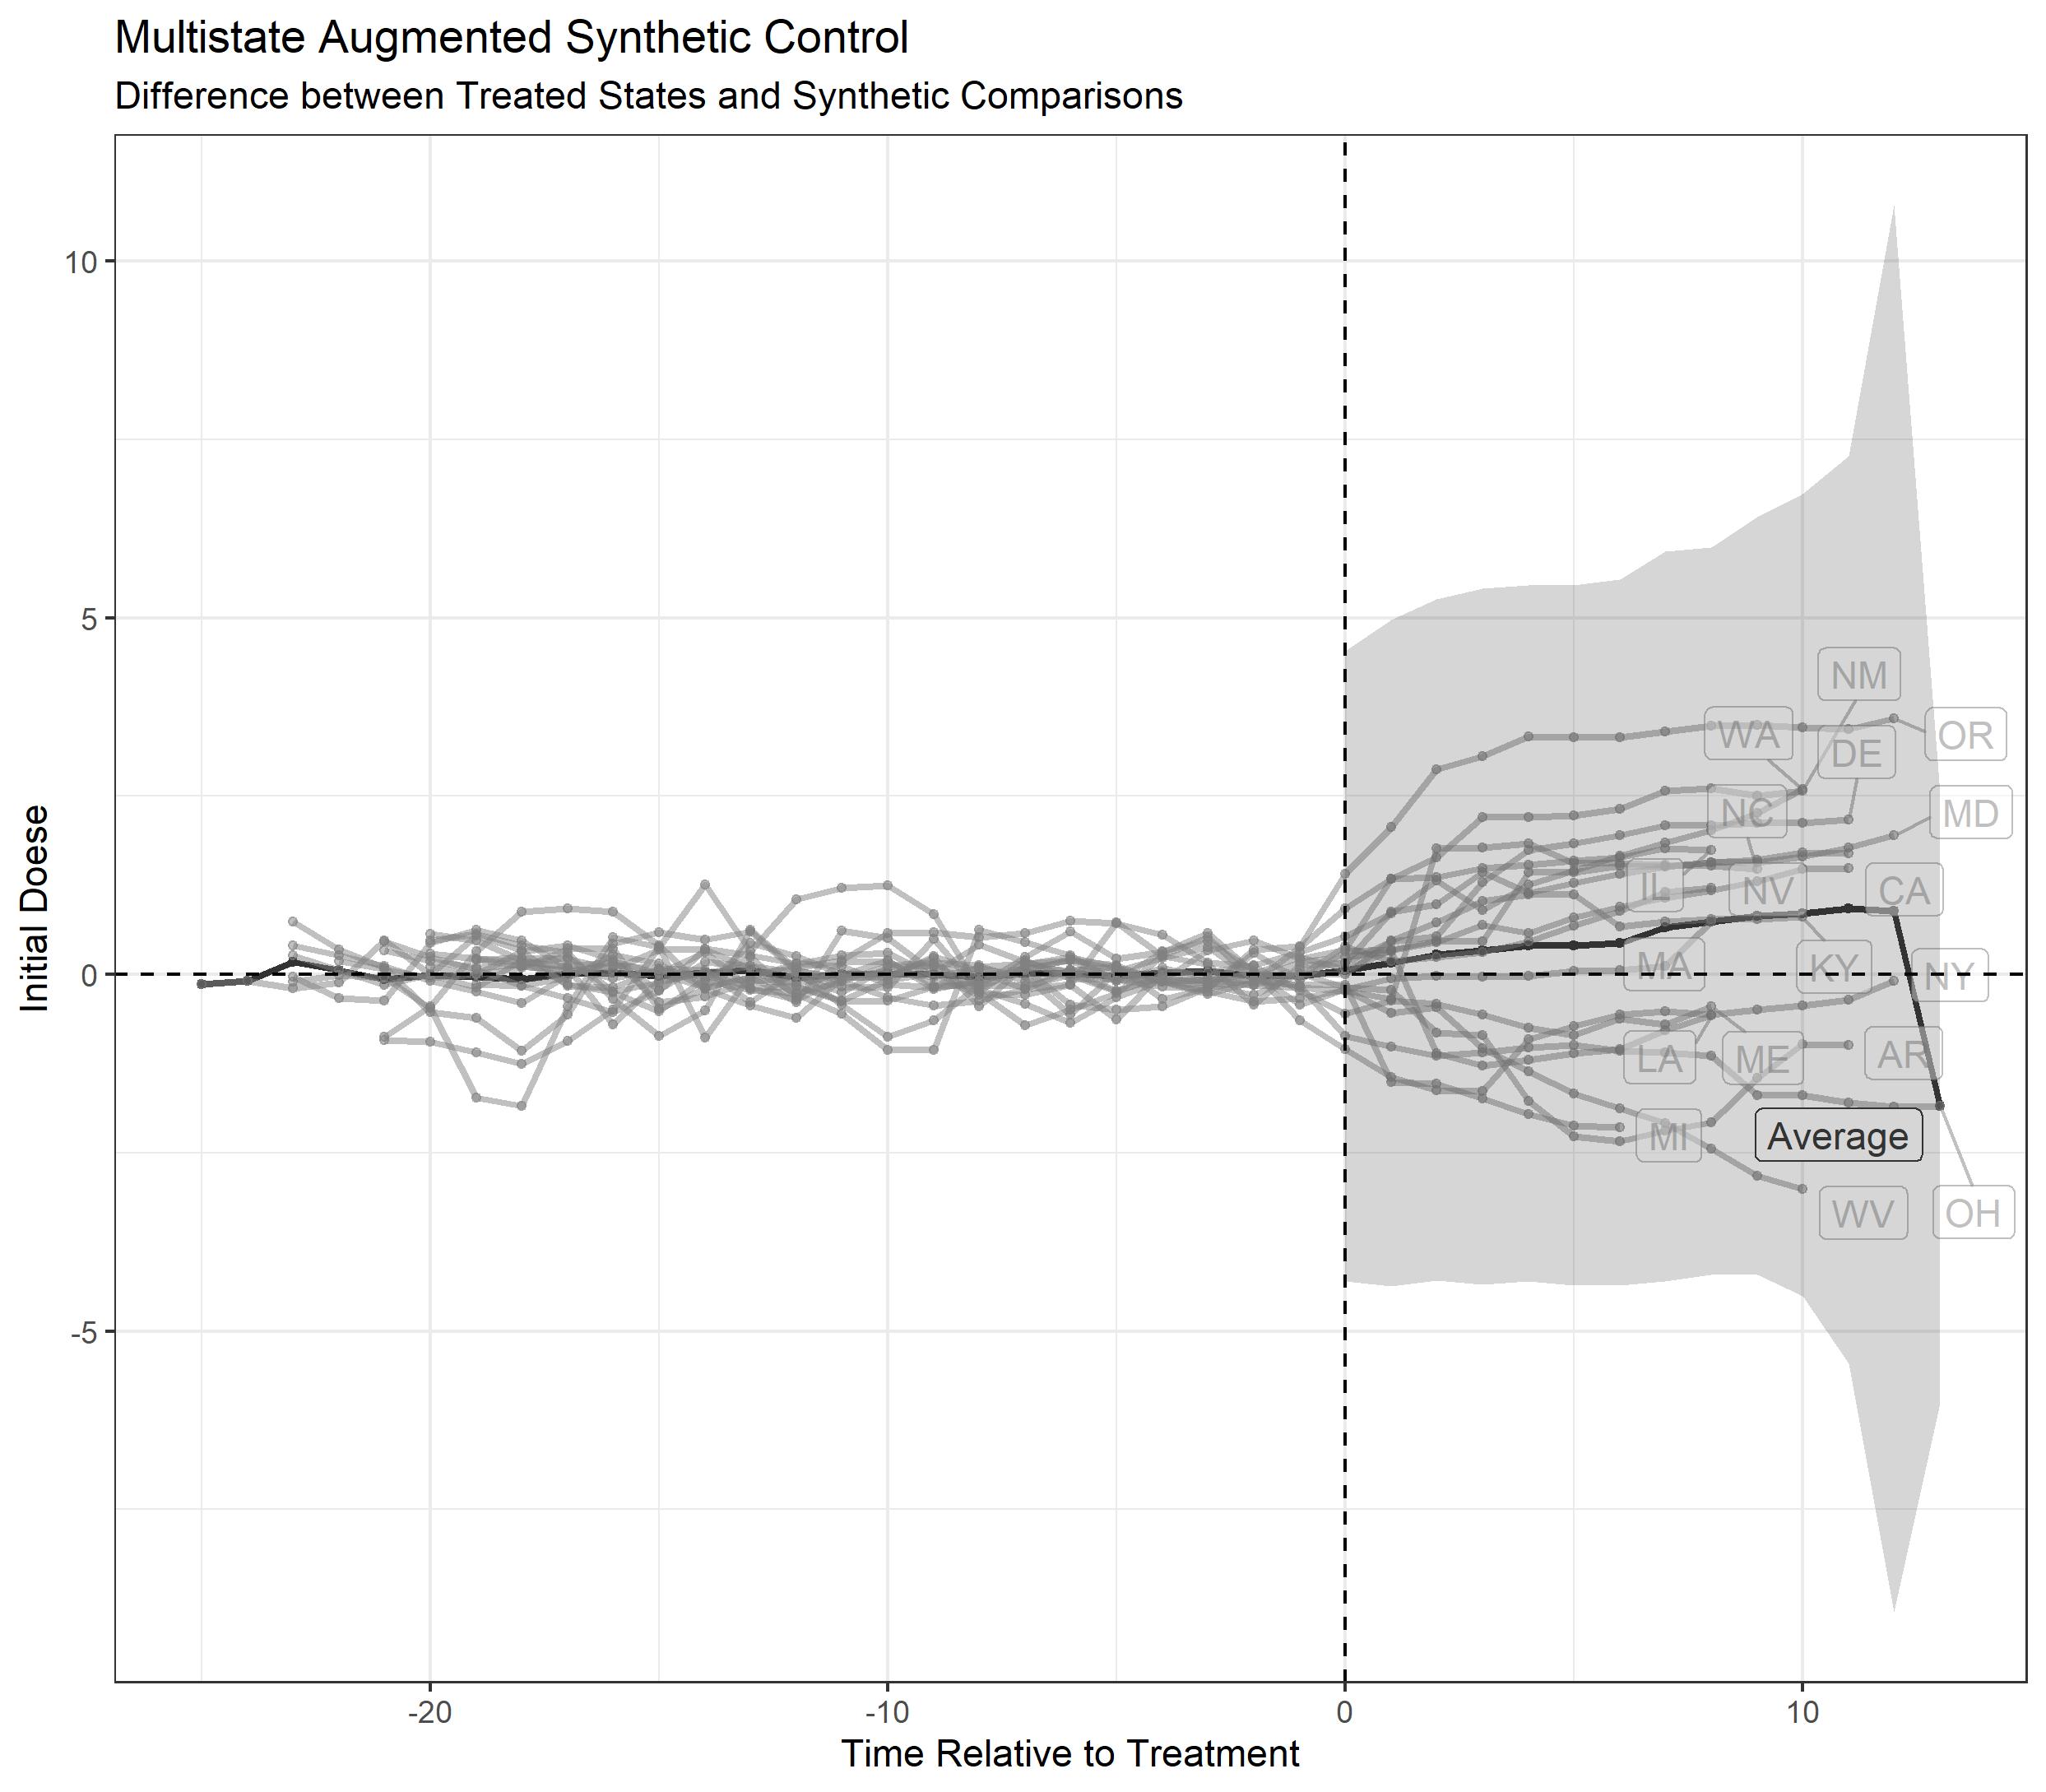 Multistate Augmented Synthetic Control
Difference between Treated States and Synthetic Comparisons
Initial Doese
10
5
0
-5
NM
WA
OR
DE
NC
MD
IL
NV
CA
MA
KY
NY
LA
ME
AR
MI
Average
WV
OH
-20
-10
0
10
Time Relative to Treatment